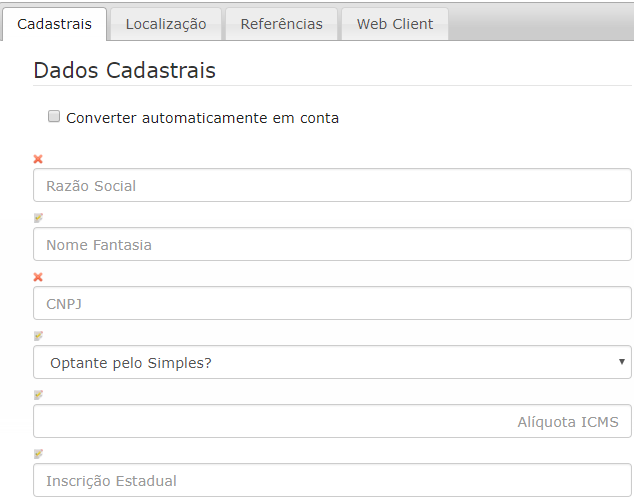 Cadastrais Localização Referências Web Client
Dados Cadastrais
Converter automaticamente em conta
Razão Social
Nome Fantasia
CNPJ
Optante pelo Simples?
Alíquota ICMS
Inscrição Estadual